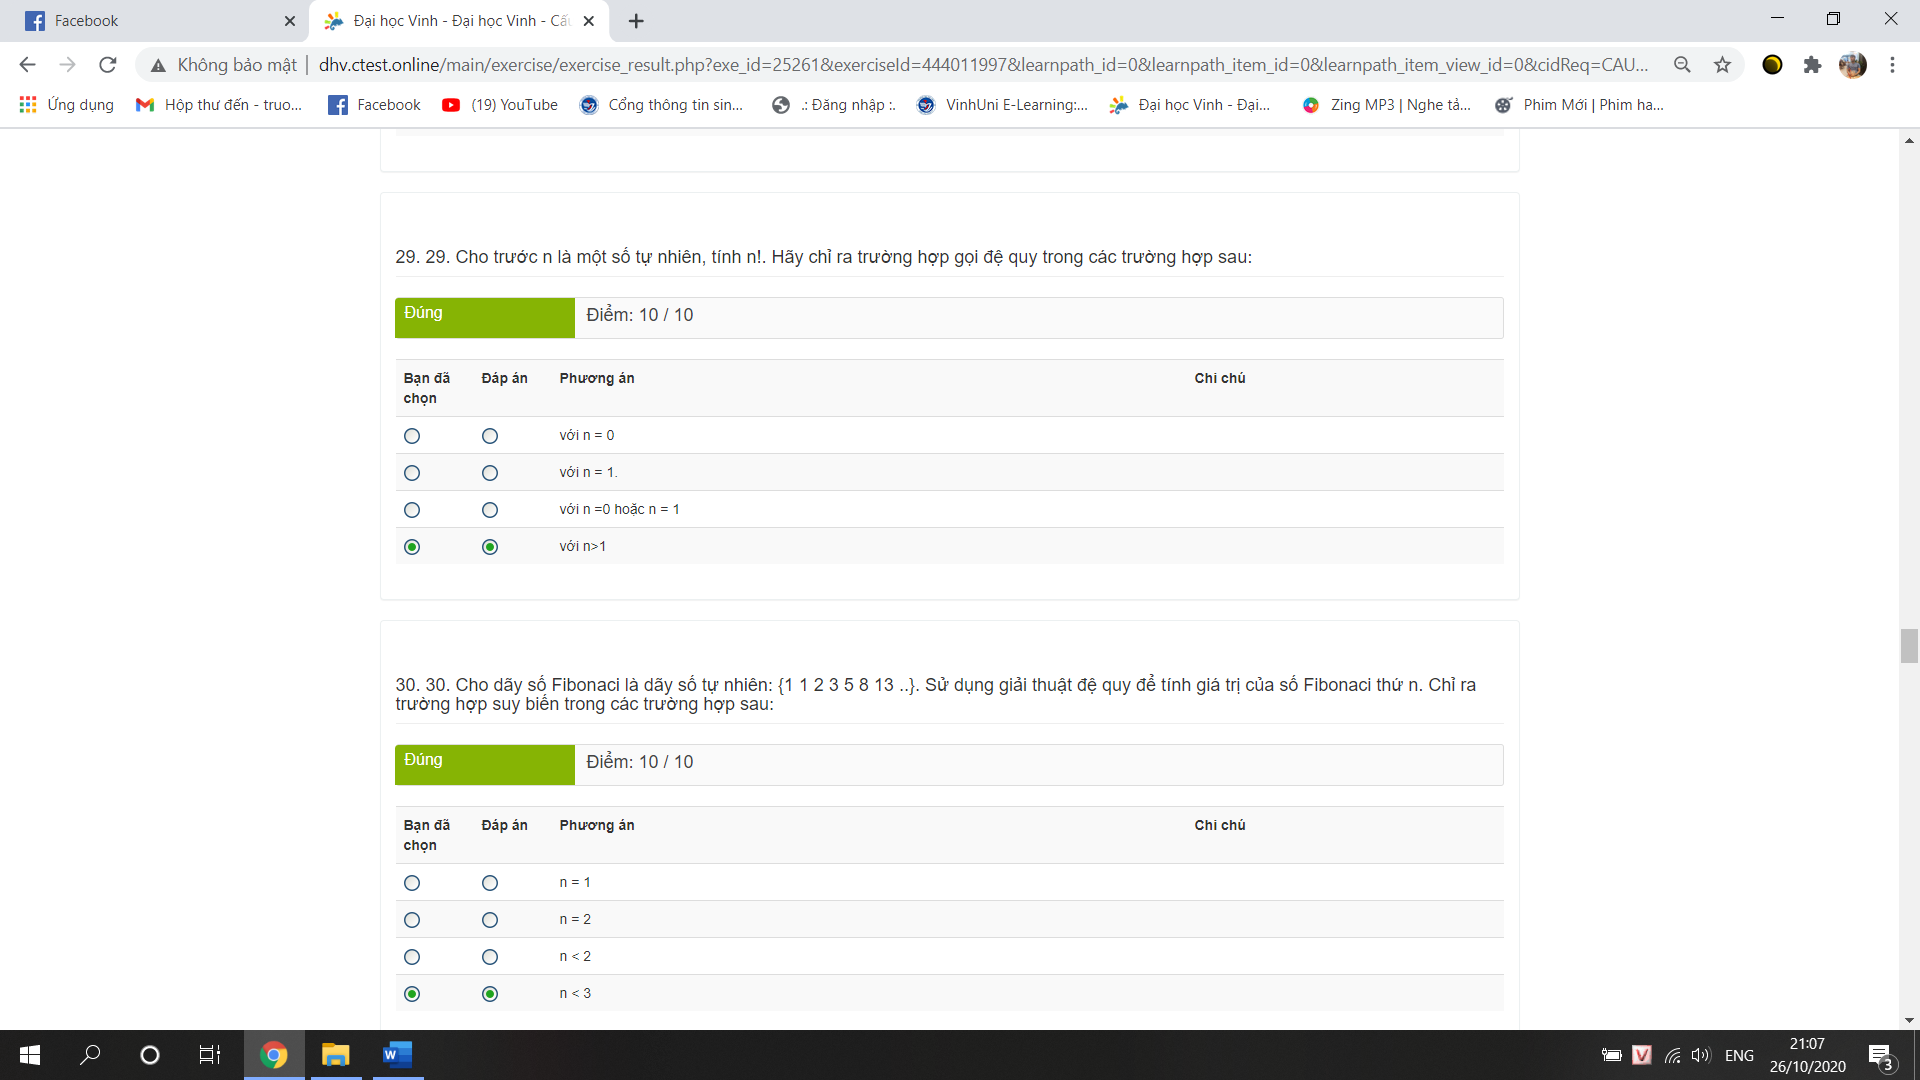 Facebook
Đại học Vinh - Đại học Vinh - Cấu
Không bảo mật
dhv.ctest.online/main/exercise/exercise_result.php?exe_id=25261&exerciseId=444011997&learnpath_id=0&learnpath_item_id=0&learnpath_item_view_id=0&cidReq=CAU...
Ứng dụng
Hộp thư đến - truo...
Facebook
(19) YouTube
Cổng thông tin sin...
.: Đăng nhập :.
VinhUni E-Learning:...
Đại học Vinh - Đại...
Zing MP3 | Nghe tả...
Phim Mới | Phim ha...
29. 29. Cho trước n là một số tự nhiên, tính n!. Hãy chỉ ra trường hợp gọi đệ quy trong các trường hợp sau:
Đúng
Điểm: 10 / 10
Bạn đã chọn
Đáp án
Phương án
Chi chú
với n = 0
với n = 1.
với n =0 hoặc n = 1
với n>1
30. 30. Cho dãy số Fibonaci là dãy số tự nhiên: {1 1 2 3 5 8 13 ..}. Sử dụng giải thuật đệ quy để tính giá trị của số Fibonaci thứ n. Chỉ ra
trường hợp suy biến trong các trường hợp sau:
Đúng
Điểm: 10 / 10
Bạn đã chọn
Đáp án
Phương án
Chi chú
n = 1
n = 2
n < 2
n < 3
ENG
21:07
26/10/2020
3